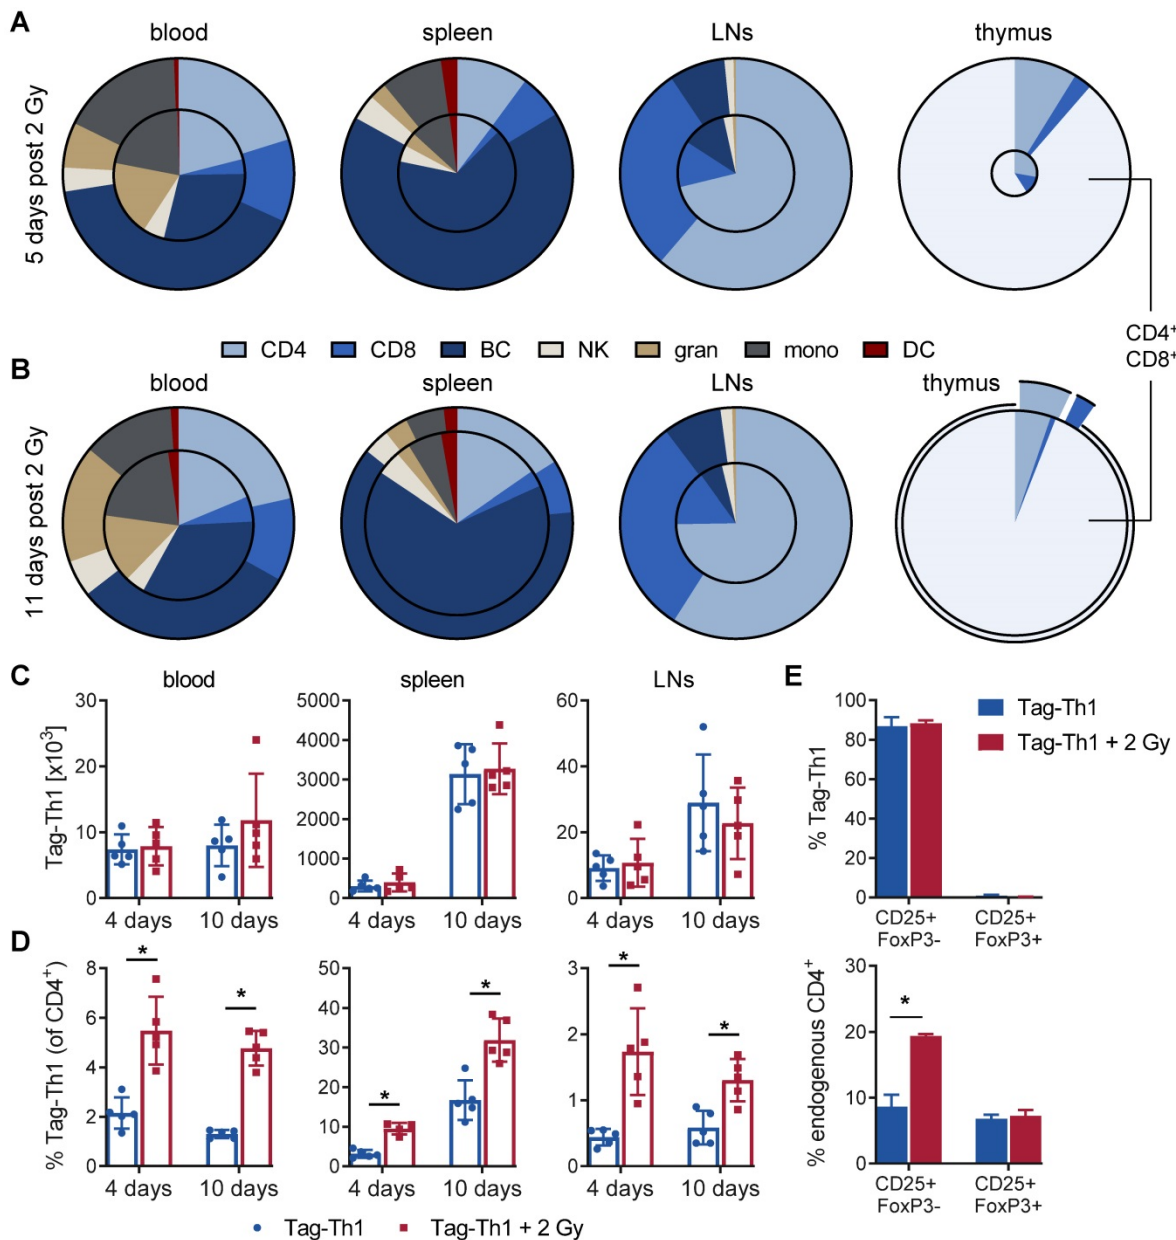 A
blood
spleen
LNs
thymus
5 days post 2 Gy
CD4+
CD8+
CD4
CD8
BC
NK
gran
mono
DC
B
blood
spleen
LNs
thymus
11 days post 2 Gy
C
blood
spleen
LNs
Tag-Th1 [x10³]
30
20
10
0
4 days
10 days
5000
4000
3000
2000
1000
0
4 days
10 days
60
40
20
0
4 days
10 days
D
% Tag-Th1 (of CD4⁺)
8
6
4
2
0
*
*
4 days
10 days
50
40
30
20
10
0
*
*
4 days
10 days
3
2
1
0
*
*
4 days
10 days
Tag-Th1
Tag-Th1 + 2 Gy
E
Tag-Th1
Tag-Th1 + 2 Gy
% Tag-Th1
100
80
60
40
20
0
CD25+
FoxP3-
CD25+
FoxP3+
% endogenous CD4⁺
30
20
10
0
*
CD25+
FoxP3-
CD25+
FoxP3+